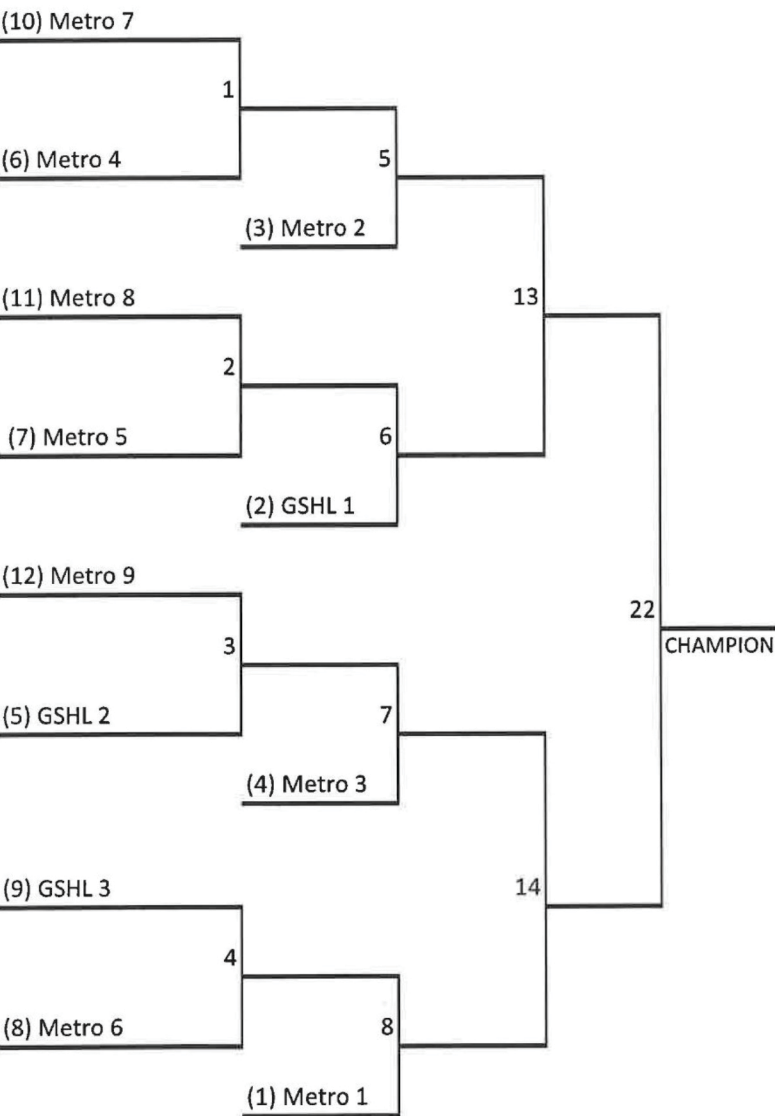 (10) Metro 7
1
(6) Metro 4
5
(3) Metro 2
(11) Metro 8
13
2
(7) Metro 5
6
(2) GSHL 1
(12) Metro 9
22
3
CHAMPION
(5) GSHL 2
7
(4) Metro 3
(9) GSHL 3
14
4
(8) Metro 6
8
(1) Metro 1